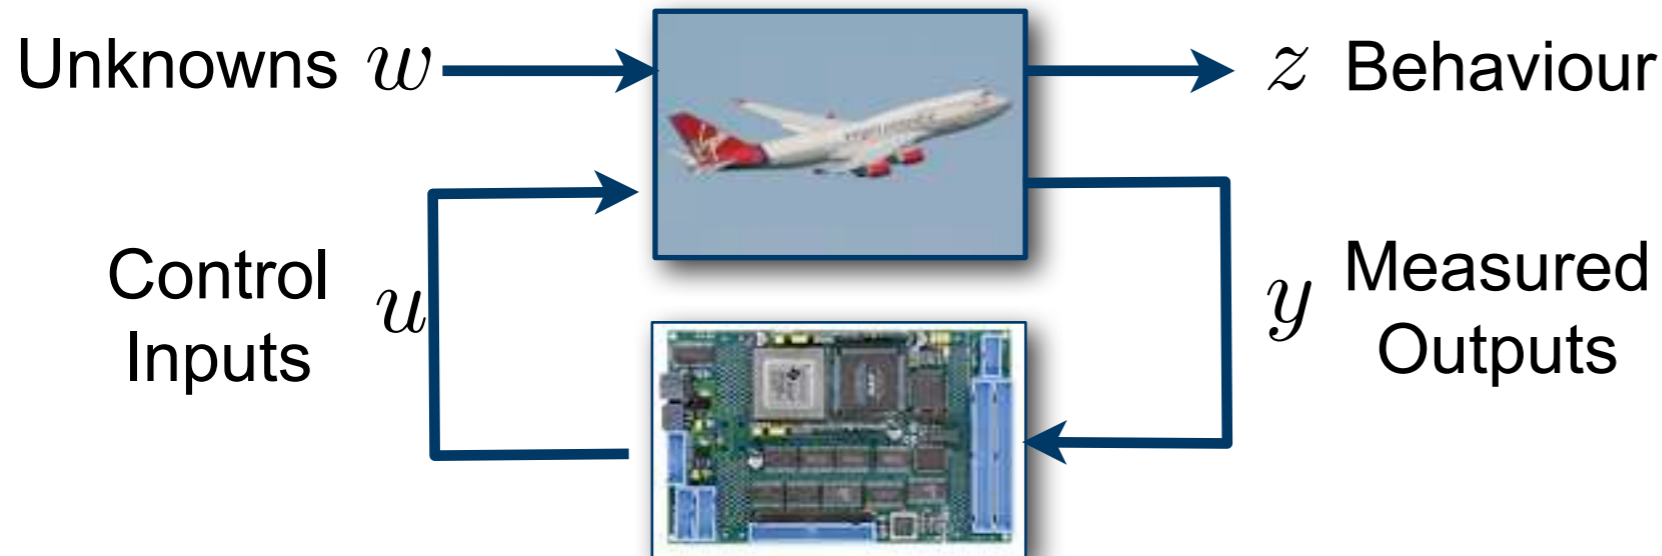 Unknowns w
z Behaviour
Control
Inputs
u
y
Measured
Outputs